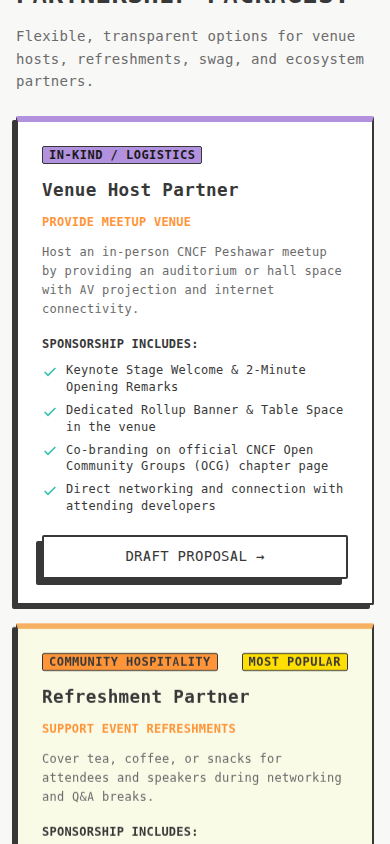 Flexible, transparent options for venue
hosts, refreshments, swag, and ecosystem
partners.
IN-KIND / LOGISTICS
Venue Host Partner
PROVIDE MEETUP VENUE
Host an in-person CNCF Peshawar meetup
by providing an auditorium or hall space
with AV projection and internet
connectivity.
SPONSORSHIP INCLUDES:
Keynote Stage Welcome & 2-Minute
Opening Remarks
Dedicated Rollup Banner & Table Space
in the venue
Co-branding on official CNCF Open
Community Groups (OCG) chapter page
Direct networking and connection with
attending developers
DRAFT PROPOSAL →
COMMUNITY HOSPITALITY
MOST POPULAR
Refreshment Partner
SUPPORT EVENT REFRESHMENTS
Cover tea, coffee, or snacks for
attendees and speakers during networking
and Q&A breaks.
SPONSORSHIP INCLUDES: